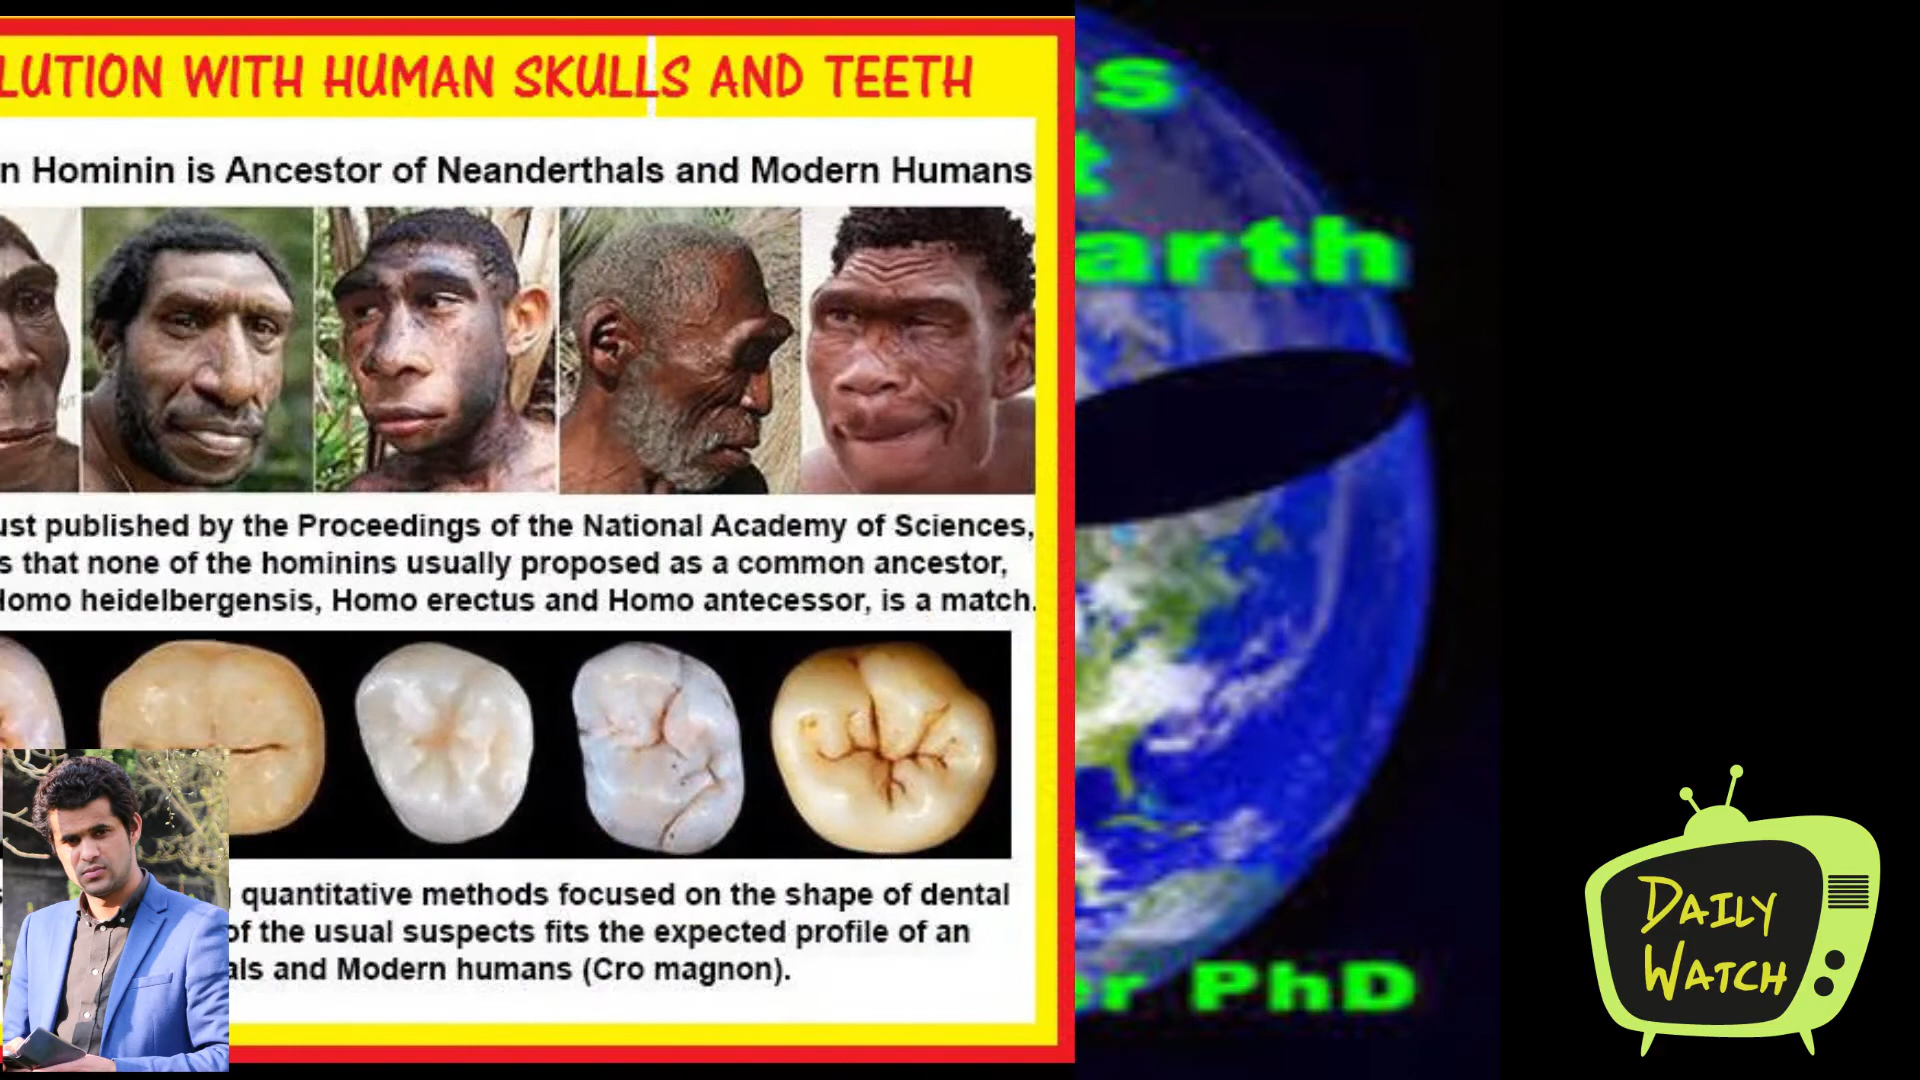 LUTION WITH HUMAN SKULLS AND TEETH
n Hominin is Ancestor of Neanderthals and Modern Humans
ust published by the Proceedings of the National Academy of Sciences,
s that none of the hominins usually proposed as a common ancestor,
Homo heidelbergensis, Homo erectus and Homo antecessor, is a match.
quantitative methods focused on the shape of dental
of the usual suspects fits the expected profile of an
als and Modern humans (Cro magnon).
s
t
arth
er PhD
DAILY
WATCH